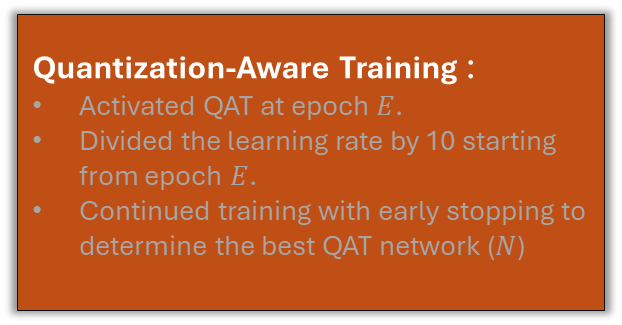 Quantization-Aware Training :
• Activated QAT at epoch E.
• Divided the learning rate by 10 starting
from epoch E.
• Continued training with early stopping to
determine the best QAT network (N)